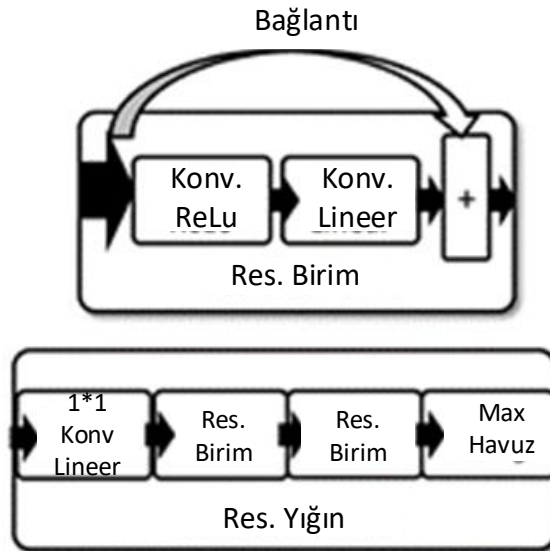 Bağlantı
Konv.
ReLu
Konv.
Lineer
+
Res. Birim
1*1
Konv
Lineer
Res.
Birim
Res.
Birim
Max
Havuz
Res. Yığın